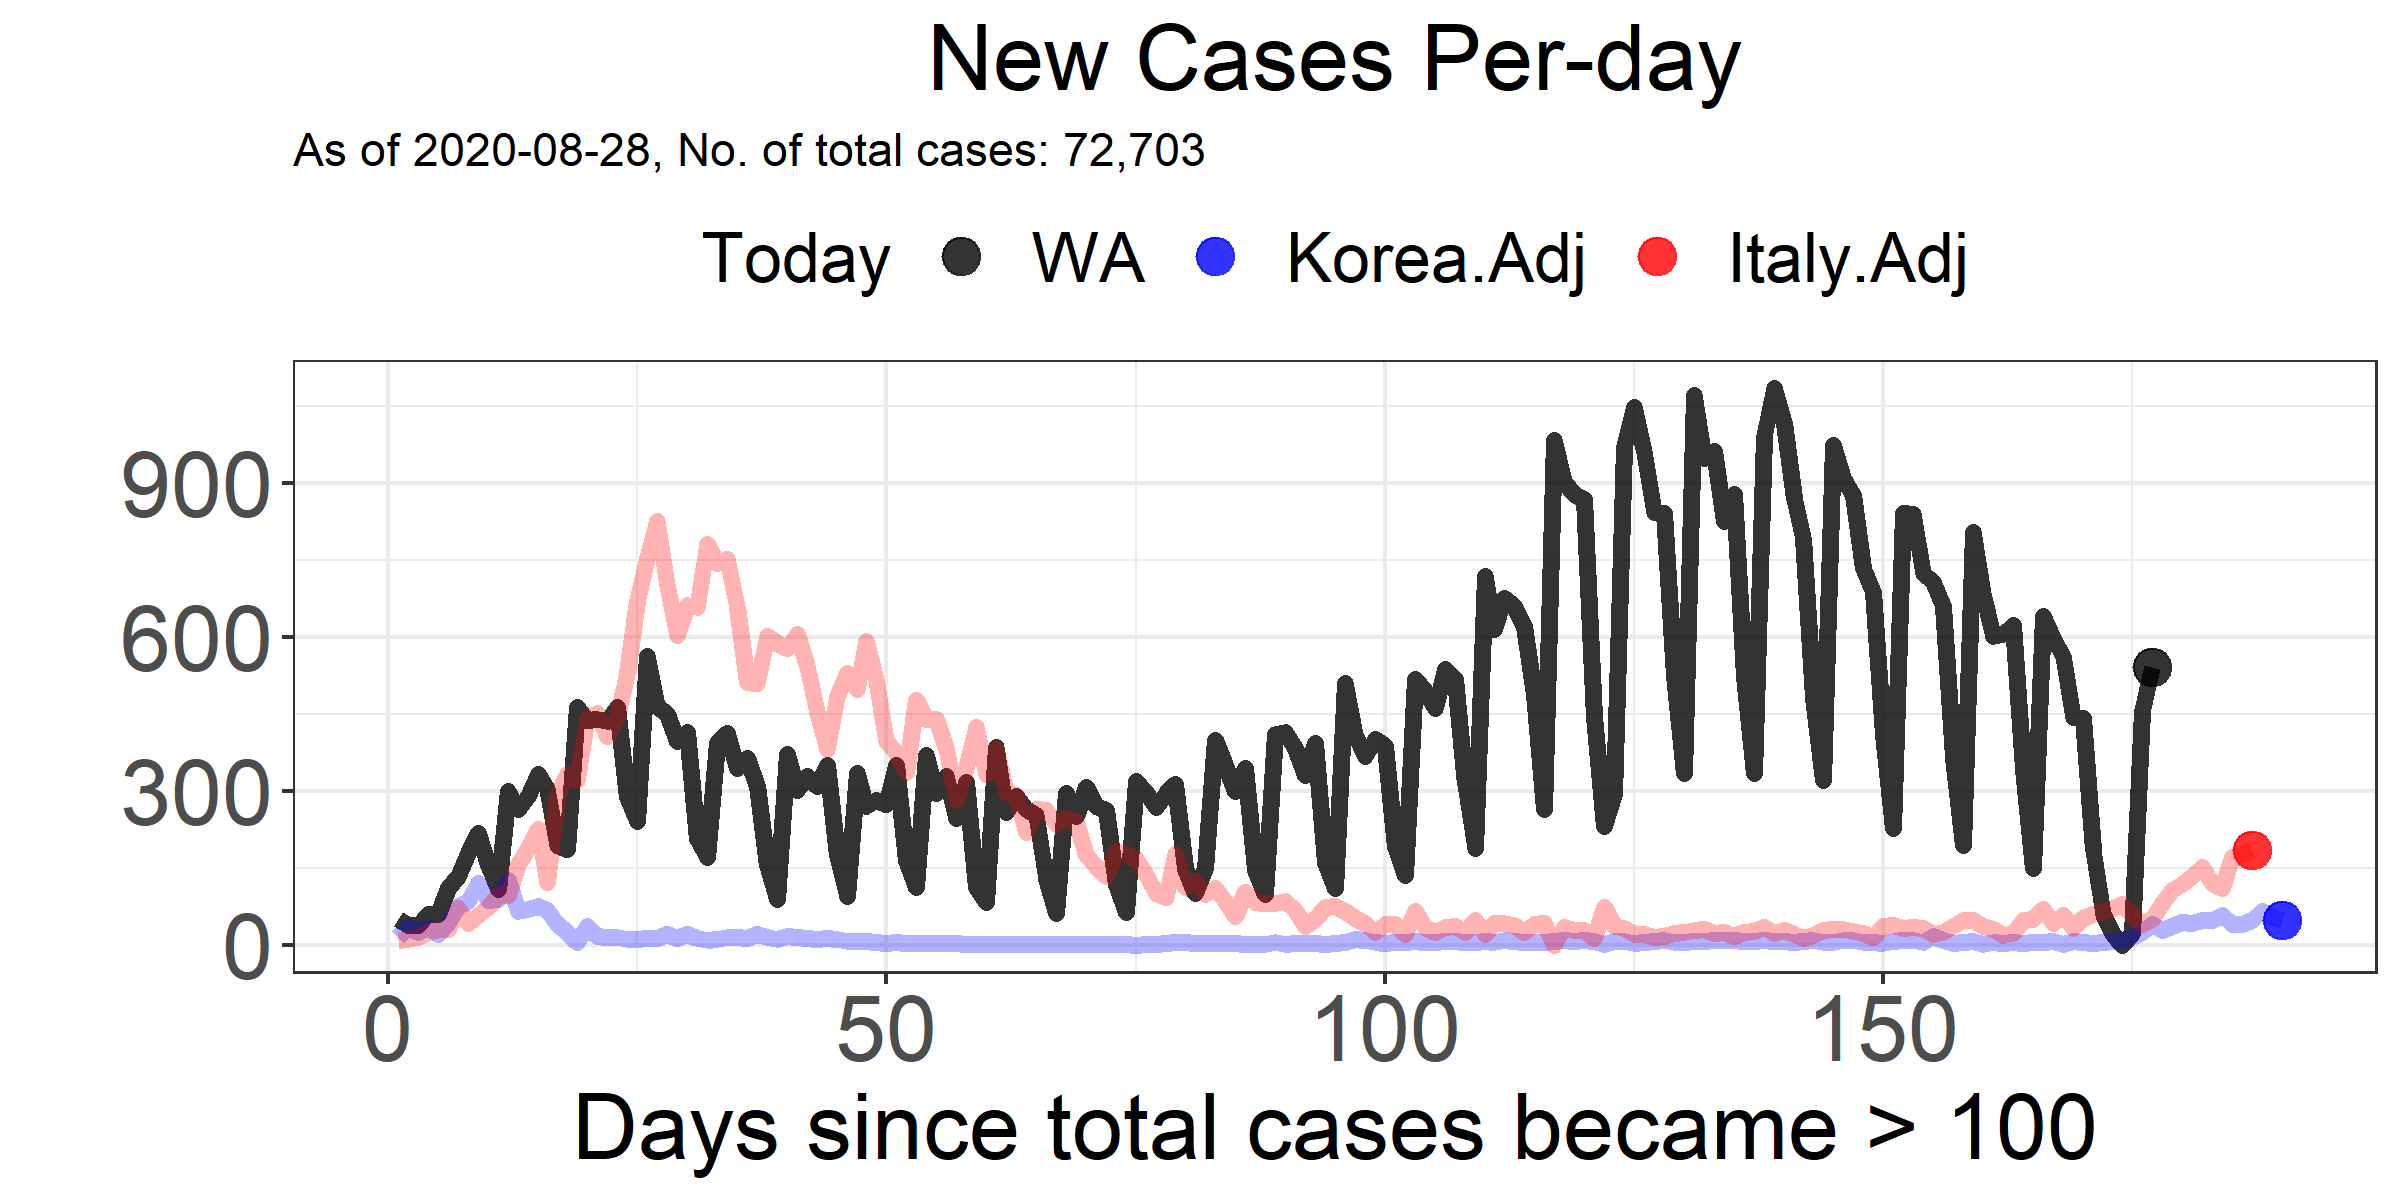 New Cases Per-day
As of 2020-08-28, No. of total cases: 72,703
Today WA Korea.Adj Italy.Adj
900
600
300
0
0 50 100 150
Days since total cases became > 100